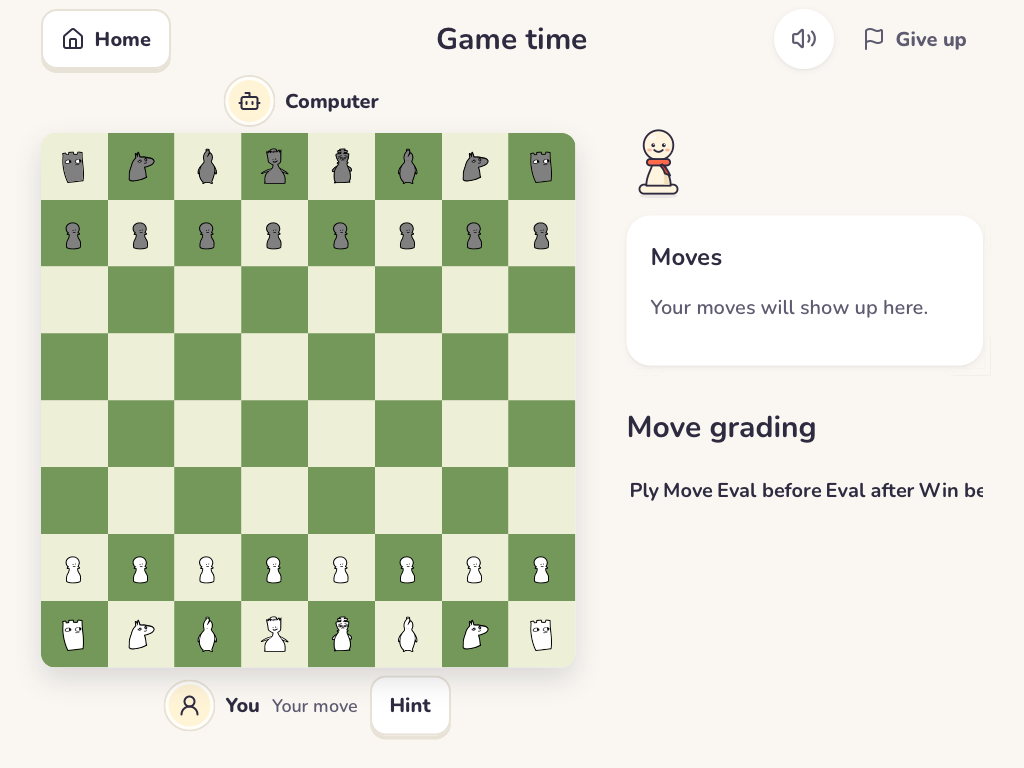 Home
Game time
Give up
Computer
Moves
Your moves will show up here.
Move grading
Ply Move Eval before Eval after Win be
You Your move Hint